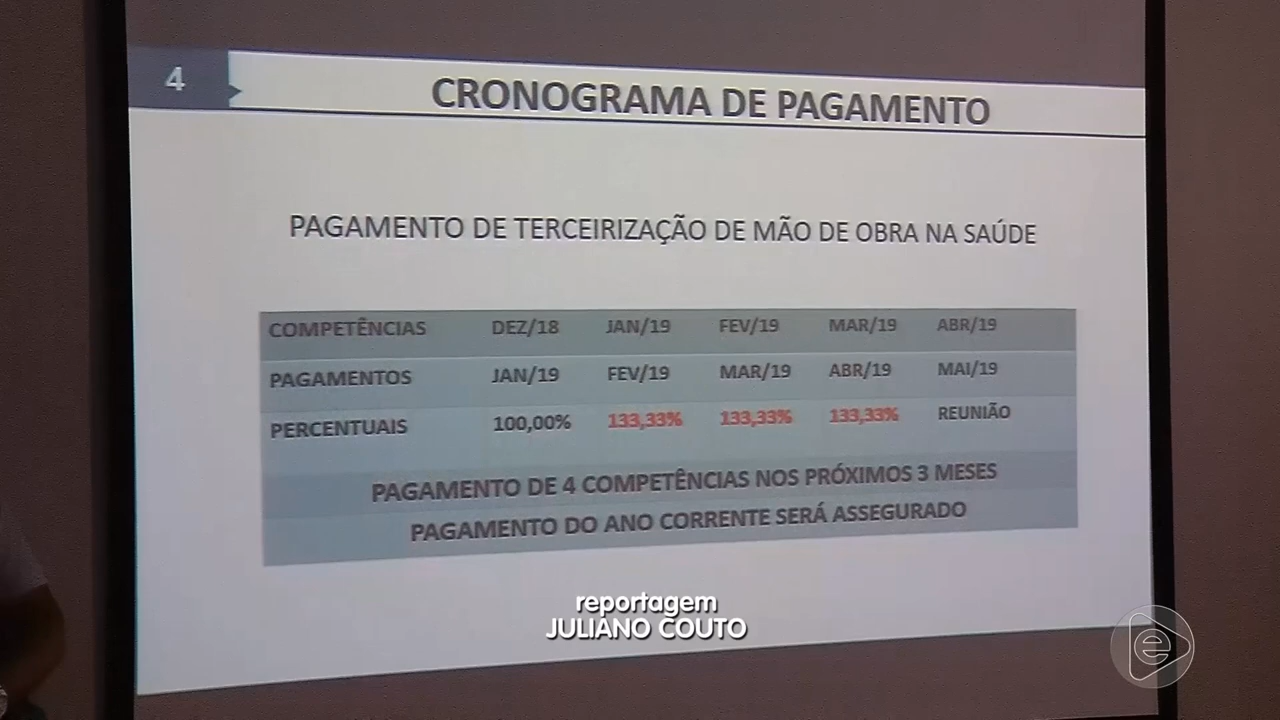 4
CRONOGRAMA DE PAGAMENTO
PAGAMENTO DE TERCEIRIZAÇÃO DE MÃO DE OBRA NA SAÚDE
COMPETÊNCIAS DEZ/18 JAN/19 FEV/19 MAR/19 ABR/19
PAGAMENTOS JAN/19 FEV/19 MAR/19 ABR/19 MAI/19
PERCENTUAIS 100,00% 133,33% 133,33% 133,33% REUNIÃO
PAGAMENTO DE 4 COMPETÊNCIAS NOS PRÓXIMOS 3 MESES
PAGAMENTO DO ANO CORRENTE SERÁ ASSEGURADO
reportagem
JULIANO COUTO
e